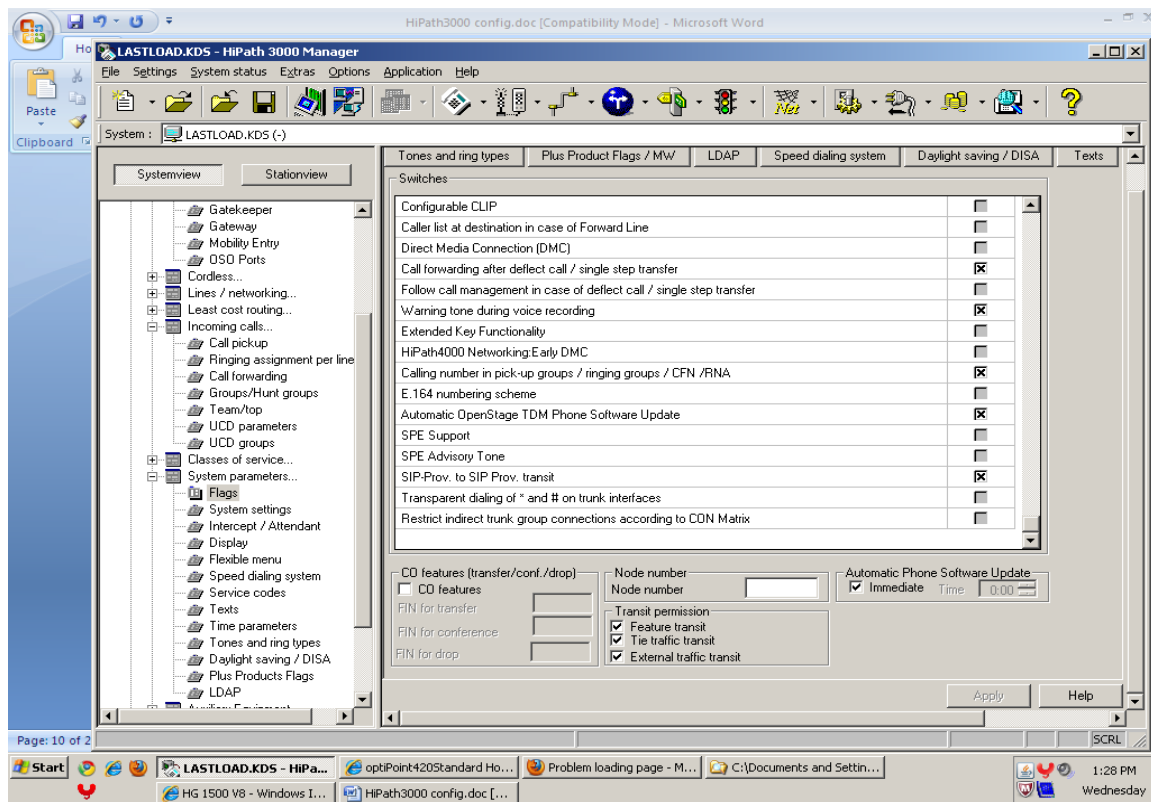 HiPath3000 config.doc [Compatibility Mode] - Microsoft Word
Ho
Paste
Clipboard
LASTLOAD.KDS - HiPath 3000 Manager
File Settings System status Extras Options Application Help
Net
System : LASTLOAD.KDS (-)
Systemview Stationview
Gatekeeper
Gateway
Mobility Entry
OSO Ports
Cordless...
Lines / networking...
Least cost routing...
Incoming calls...
Call pickup
Ringing assignment per line
Call forwarding
Groups/Hunt groups
Team/top
UCD parameters
UCD groups
Classes of service...
System parameters...
Flags
System settings
Intercept / Attendant
Display
Flexible menu
Speed dialing system
Service codes
Texts
Time parameters
Tones and ring types
Daylight saving / DISA
Plus Products Flags
LDAP
Tones and ring types Plus Product Flags / MW LDAP Speed dialing system Daylight saving / DISA Texts
Switches
Configurable CLIP
Caller list at destination in case of Forward Line
Direct Media Connection (DMC)
Call forwarding after deflect call / single step transfer
Follow call management in case of deflect call / single step transfer
Warning tone during voice recording
Extended Key Functionality
HiPath4000 Networking:Early DMC
Calling number in pick-up groups / ringing groups / CFN /RNA
E.164 numbering scheme
Automatic OpenStage TDM Phone Software Update
SPE Support
SPE Advisory Tone
SIP-Prov. to SIP Prov. transit
Transparent dialing of * and # on trunk interfaces
Restrict indirect trunk group connections according to CON Matrix
CO features (transfer/conf./drop)
CO features
FIN for transfer
FIN for conference
FIN for drop
Node number
Node number
Transit permission
Feature transit
Tie traffic transit
External traffic transit
Automatic Phone Software Update
Immediate Time 0:00
Apply Help
Page: 10 of 2
SCRL
Start LASTLOAD.KDS - HiPa... optiPoint420Standard Ho... Problem loading page - M... C:\Documents and Settin... 1:28 PM
HG 1500 V8 - Windows I... HiPath3000 config.doc [... Wednesday